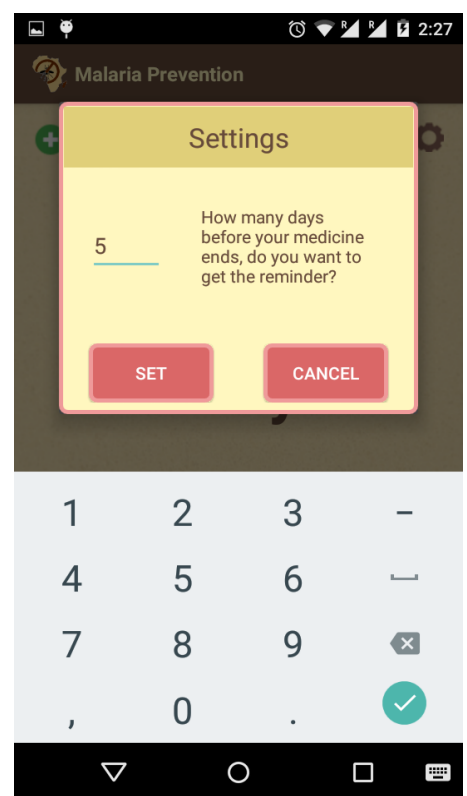 2:27
Malaria Prevention
Settings
5
How many days
before your medicine
ends, do you want to
get the reminder?
SET
CANCEL
1 2 3 –
4 5 6
7 8 9
, 0 .